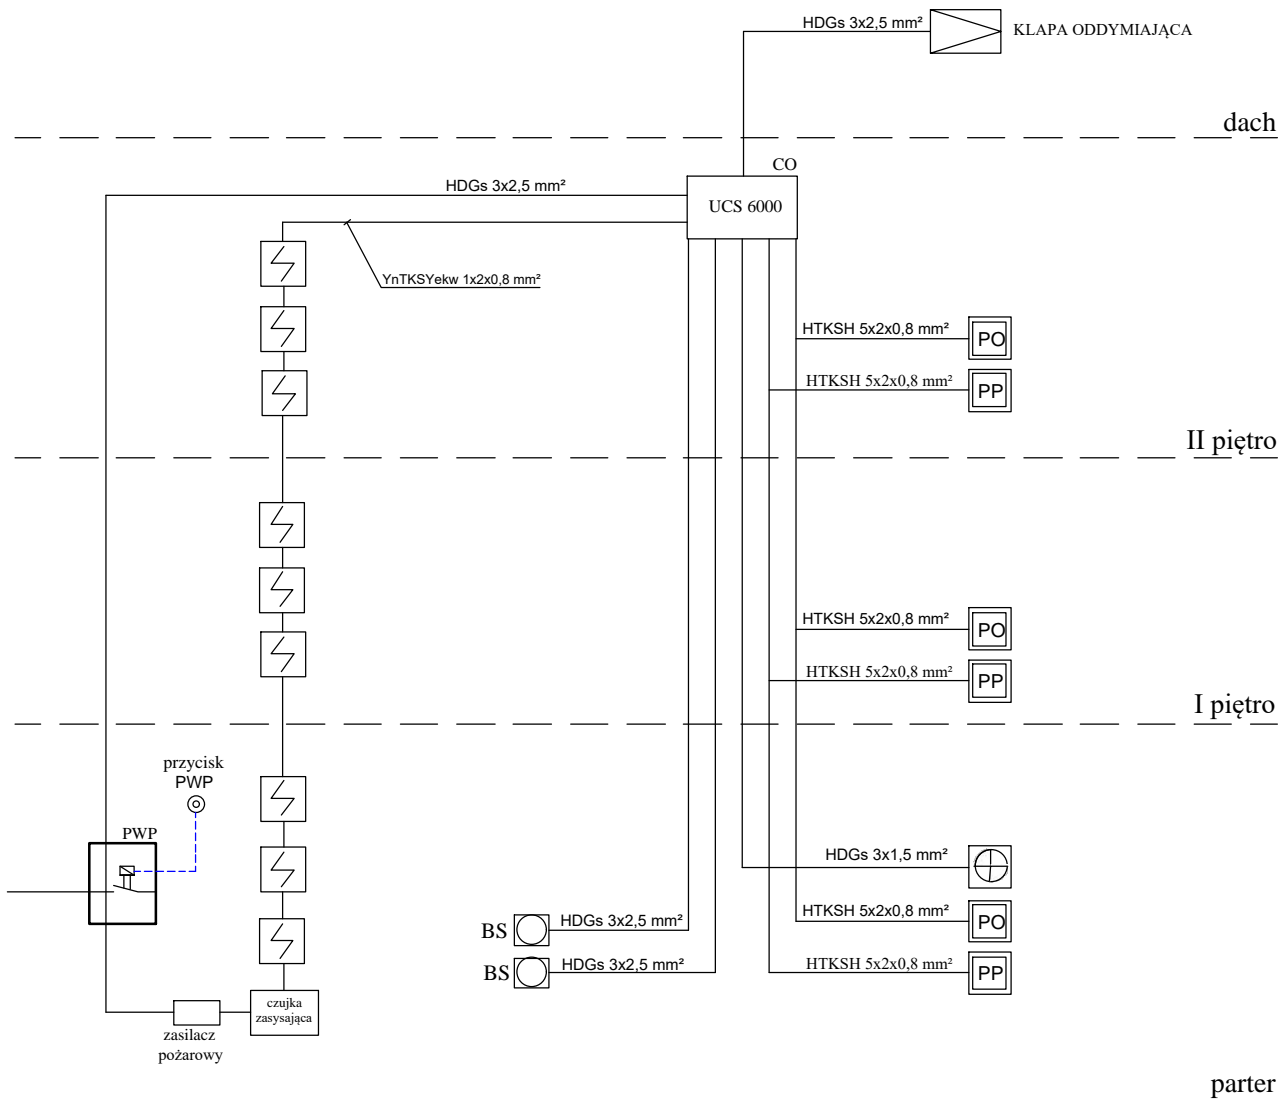 HDGs 3x2,5 mm²
KLAPA ODDYMIAJĄCA
dach
CO
HDGs 3x2,5 mm²
UCS 6000
YnTKSYekw 1x2x0,8 mm²
HTKSH 5x2x0,8 mm²
PO
HTKSH 5x2x0,8 mm²
PP
II piętro
HTKSH 5x2x0,8 mm²
PO
HTKSH 5x2x0,8 mm²
PP
I piętro
przycisk
PWP
PWP
HDGs 3x1,5 mm²
HTKSH 5x2x0,8 mm²
PO
BS
HDGs 3x2,5 mm²
HTKSH 5x2x0,8 mm²
PP
BS
HDGs 3x2,5 mm²
czujka
zasysająca
zasilacz
pożarowy
parter